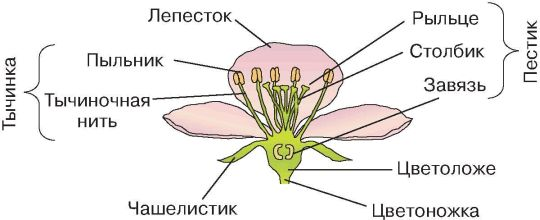 Лепесток
Рыльце
Пыльник
Столбик
Пестик
Тычинка
Тычиночная
нить
Завязь
Цветоложе
Чашелистик
Цветоножка